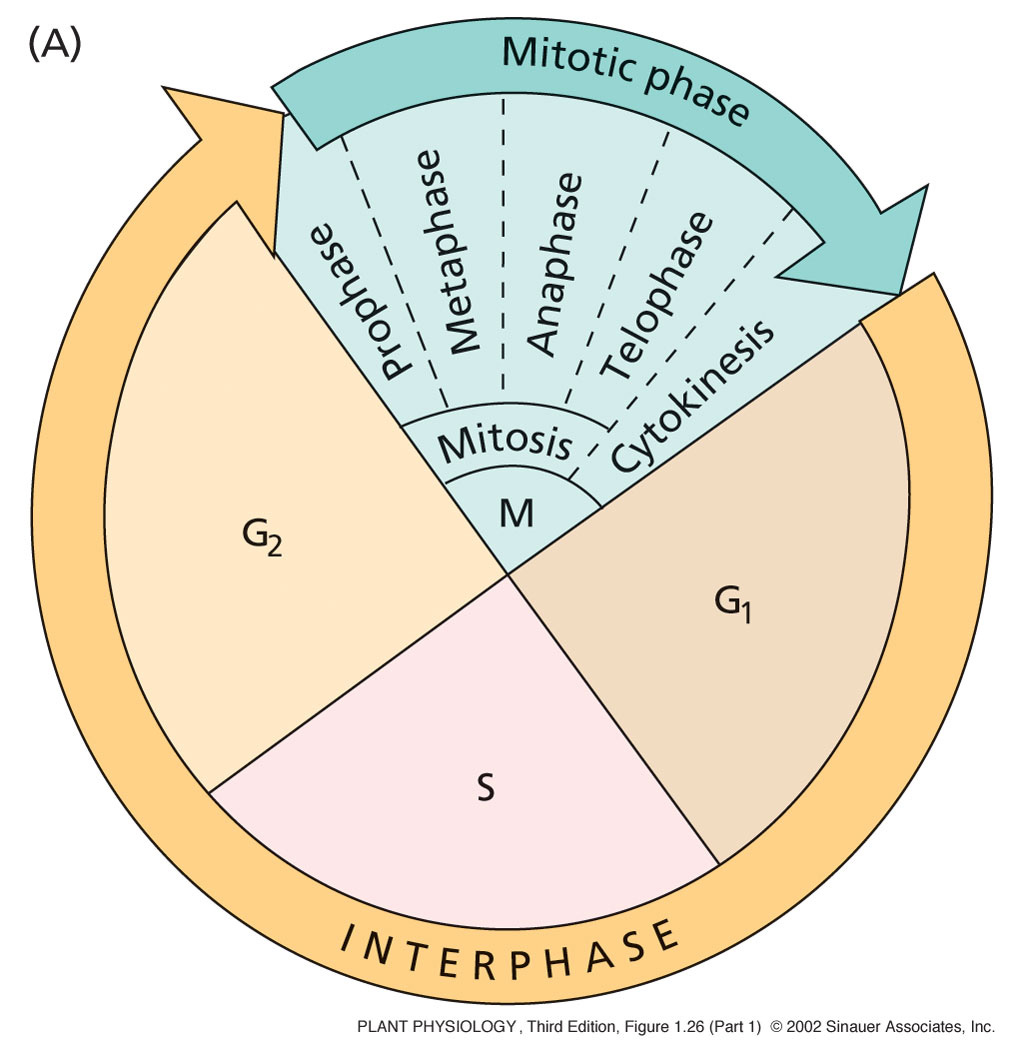 (A)
Mitotic phase
Prophase
Metaphase
Anaphase
Telophase
Cytokinesis
Mitosis
M
G₂
G₁
S
INTERPHASE
PLANT PHYSIOLOGY, Third Edition, Figure 1.26 (Part 1) © 2002 Sinauer Associates, Inc.